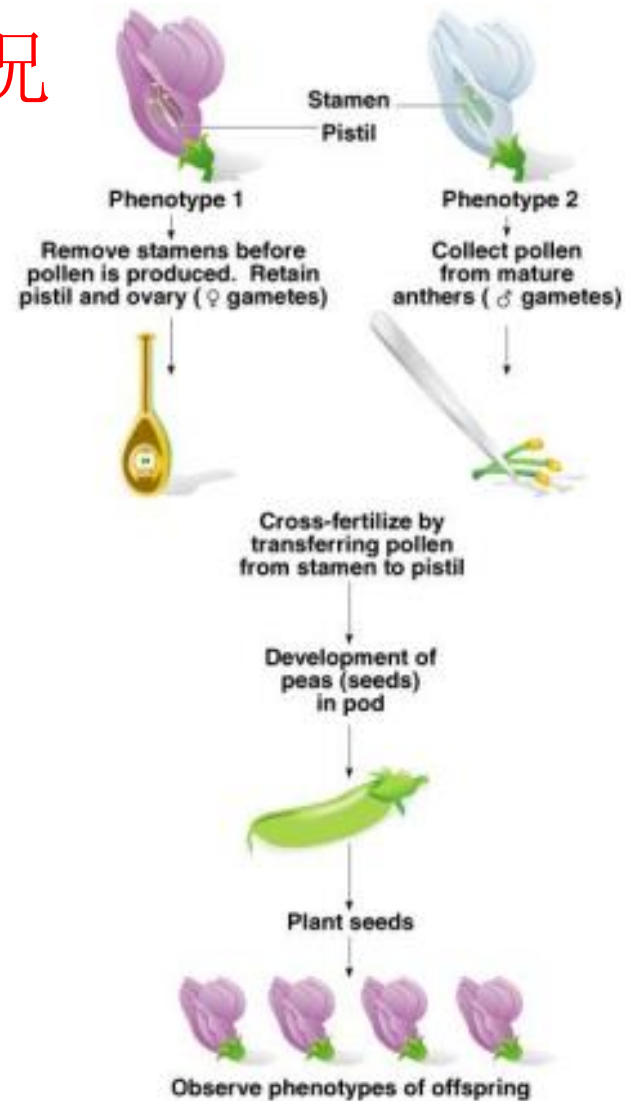 况
Stamen
Pistil
Phenotype 1
Phenotype 2
Remove stamens before
pollen is produced. Retain
pistil and ovary (♀ gametes)
Collect pollen
from mature
anthers (♂ gametes)
Cross-fertilize by
transferring pollen
from stamen to pistil
Development of
peas (seeds)
in pod
Plant seeds
Observe phenotypes of offspring